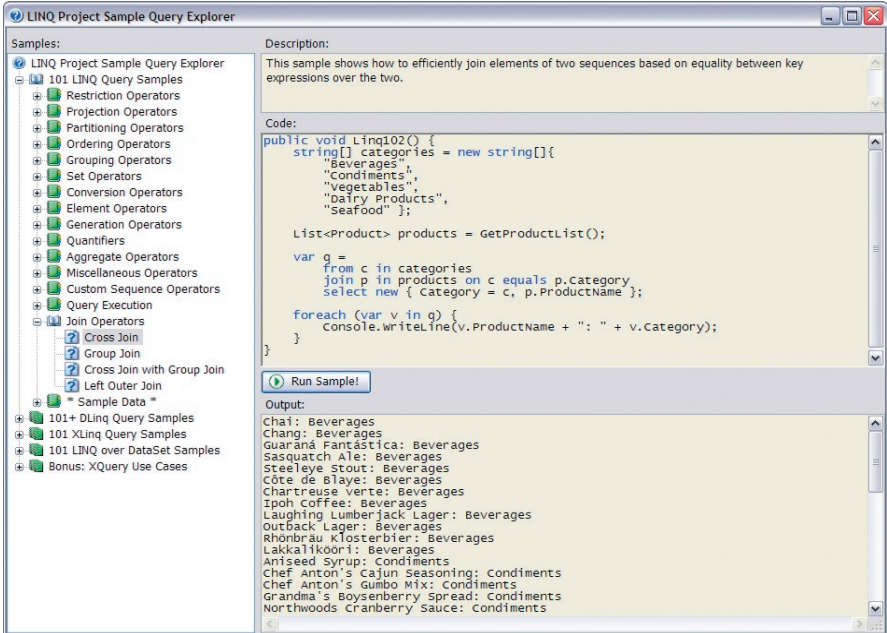 LINQ Project Sample Query Explorer
Samples:
LINQ Project Sample Query Explorer
101 LINQ Query Samples
Restriction Operators
Projection Operators
Partitioning Operators
Ordering Operators
Grouping Operators
Set Operators
Conversion Operators
Element Operators
Generation Operators
Quantifiers
Aggregate Operators
Miscellaneous Operators
Custom Sequence Operators
Query Execution
Join Operators
Cross Join
Group Join
Cross Join with Group Join
Left Outer Join
* Sample Data *
101+ DLinq Query Samples
101 XLinq Query Samples
101 LINQ over DataSet Samples
Bonus: XQuery Use Cases
Description:
This sample shows how to efficiently join elements of two sequences based on equality between key
expressions over the two.
Code:
public void Linq102() {
string[] categories = new string[]{
"Beverages",
"Condiments",
"Vegetables",
"Dairy Products",
"Seafood" };
List<Product> products = GetProductList();
var q =
from c in categories
join p in products on c equals p.Category
select new { Category = c, p.ProductName };
foreach (var v in q) {
Console.WriteLine(v.ProductName + ": " + v.Category);
}
}
Run Sample!
Output:
Chai: Beverages
Chang: Beverages
Guaraná Fantástica: Beverages
Sasquatch Ale: Beverages
Steeleye Stout: Beverages
Côte de Blaye: Beverages
Chartreuse verte: Beverages
Ipoh Coffee: Beverages
Laughing Lumberjack Lager: Beverages
Outback Lager: Beverages
Rhönbräu Klosterbier: Beverages
Lakkalikööri: Beverages
Aniseed Syrup: Condiments
Chef Anton's Cajun Seasoning: Condiments
Chef Anton's Gumbo Mix: Condiments
Grandma's Boysenberry Spread: Condiments
Northwoods Cranberry Sauce: Condiments